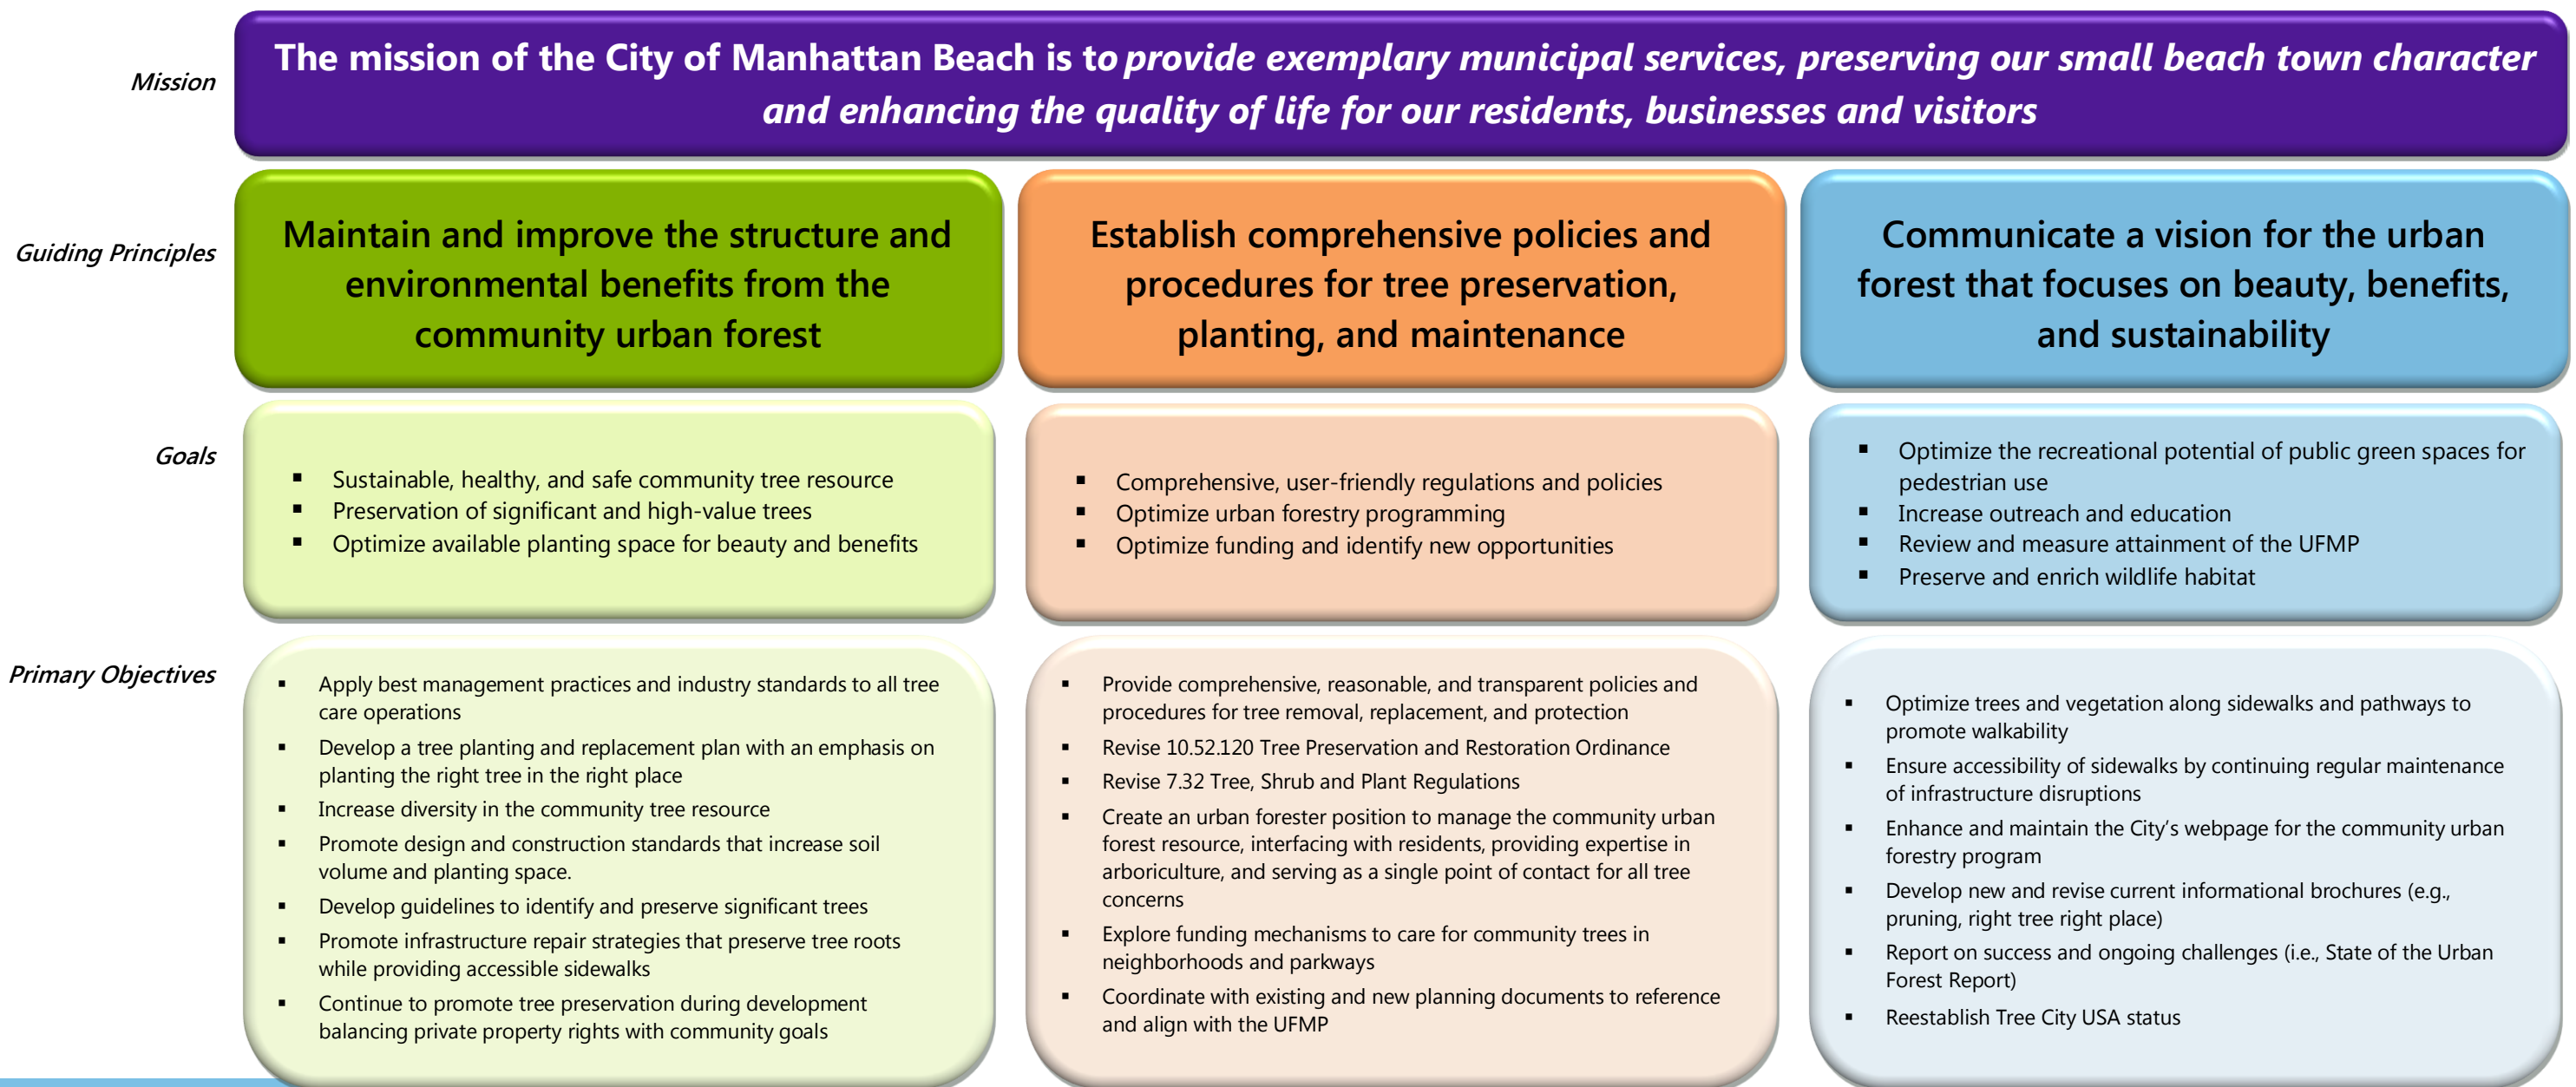 Mission
The mission of the City of Manhattan Beach is to provide exemplary municipal services, preserving our small beach town character
and enhancing the quality of life for our residents, businesses and visitors
Guiding Principles
Maintain and improve the structure and
environmental benefits from the
community urban forest
Establish comprehensive policies and
procedures for tree preservation,
planting, and maintenance
Communicate a vision for the urban
forest that focuses on beauty, benefits,
and sustainability
Goals
▪ Sustainable, healthy, and safe community tree resource
▪ Preservation of significant and high-value trees
▪ Optimize available planting space for beauty and benefits
▪ Comprehensive, user-friendly regulations and policies
▪ Optimize urban forestry programming
▪ Optimize funding and identify new opportunities
▪ Optimize the recreational potential of public green spaces for
pedestrian use
▪ Increase outreach and education
▪ Review and measure attainment of the UFMP
▪ Preserve and enrich wildlife habitat
Primary Objectives
▪ Apply best management practices and industry standards to all tree
care operations
▪ Develop a tree planting and replacement plan with an emphasis on
planting the right tree in the right place
▪ Increase diversity in the community tree resource
▪ Promote design and construction standards that increase soil
volume and planting space.
▪ Develop guidelines to identify and preserve significant trees
▪ Promote infrastructure repair strategies that preserve tree roots
while providing accessible sidewalks
▪ Continue to promote tree preservation during development
balancing private property rights with community goals
▪ Provide comprehensive, reasonable, and transparent policies and
procedures for tree removal, replacement, and protection
▪ Revise 10.52.120 Tree Preservation and Restoration Ordinance
▪ Revise 7.32 Tree, Shrub and Plant Regulations
▪ Create an urban forester position to manage the community urban
forest resource, interfacing with residents, providing expertise in
arboriculture, and serving as a single point of contact for all tree
concerns
▪ Explore funding mechanisms to care for community trees in
neighborhoods and parkways
▪ Coordinate with existing and new planning documents to reference
and align with the UFMP
▪ Optimize trees and vegetation along sidewalks and pathways to
promote walkability
▪ Ensure accessibility of sidewalks by continuing regular maintenance
of infrastructure disruptions
▪ Enhance and maintain the City’s webpage for the community urban
forestry program
▪ Develop new and revise current informational brochures (e.g.,
pruning, right tree right place)
▪ Report on success and ongoing challenges (i.e., State of the Urban
Forest Report)
▪ Reestablish Tree City USA status